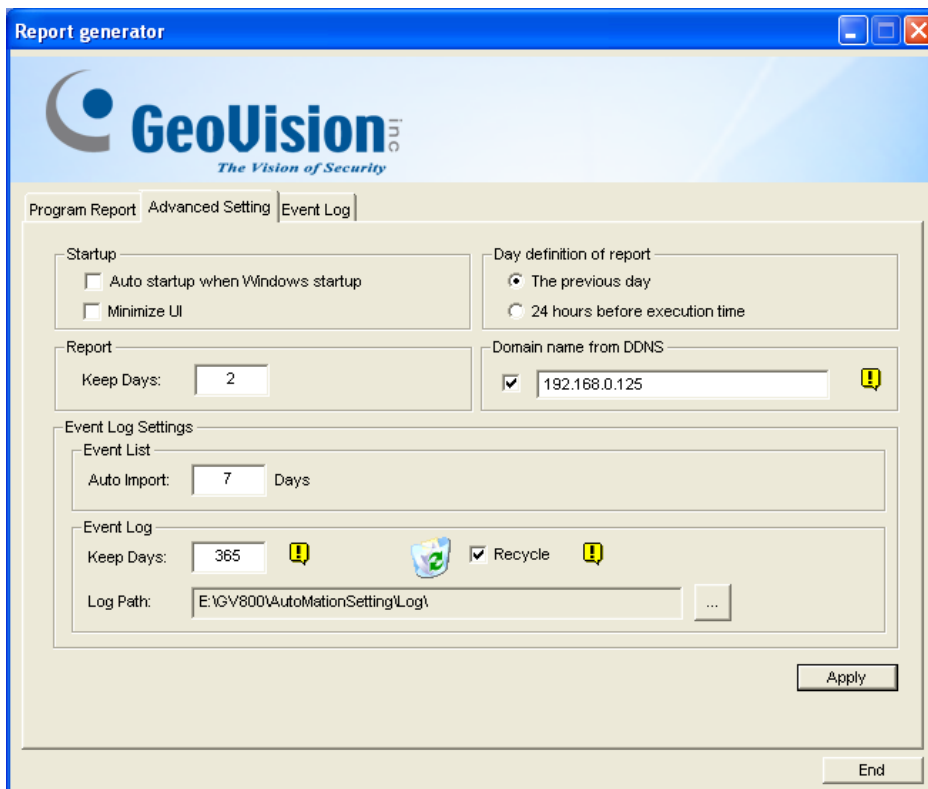 Report generator
GeoVision inc
The Vision of Security
Program Report Advanced Setting Event Log
Startup
Auto startup when Windows startup
Minimize UI
Day definition of report
The previous day
24 hours before execution time
Report
Keep Days: 2
Domain name from DDNS
192.168.0.125
Event Log Settings
Event List
Auto Import: 7 Days
Event Log
Keep Days: 365
Recycle
Log Path: E:\GV800\AutoMationSetting\Log\
...
Apply
End